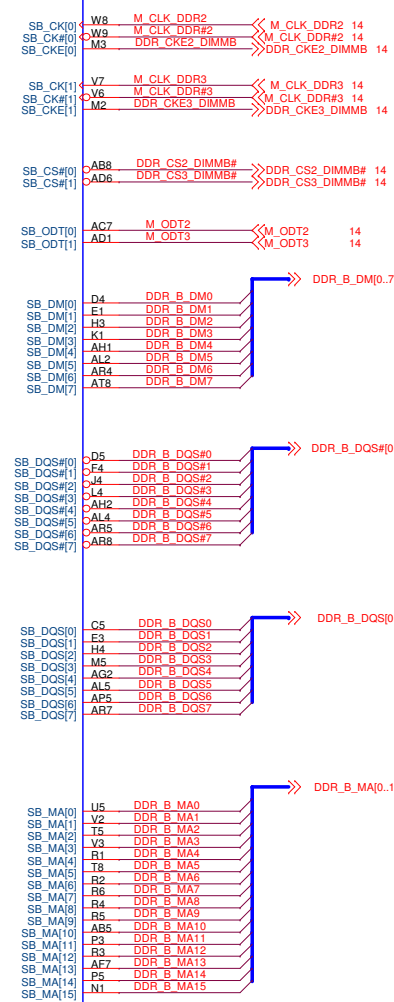 SB_CK[0] W8 M_CLK_DDR2 M_CLK_DDR2 14
SB_CK#[0] W9 M_CLK_DDR#2 M_CLK_DDR#2 14
SB_CKE[0] M3 DDR_CKE2_DIMMB DDR_CKE2_DIMMB 14
SB_CK[1] V7 M_CLK_DDR3 M_CLK_DDR3 14
SB_CK#[1] V6 M_CLK_DDR#3 M_CLK_DDR#3 14
SB_CKE[1] M2 DDR_CKE3_DIMMB DDR_CKE3_DIMMB 14
SB_CS#[0] AB8 DDR_CS2_DIMMB# DDR_CS2_DIMMB# 14
SB_CS#[1] AD6 DDR_CS3_DIMMB# DDR_CS3_DIMMB# 14
SB_ODT[0] AC7 M_ODT2 M_ODT2 14
SB_ODT[1] AD1 M_ODT3 M_ODT3 14
DDR_B_DM[0..7
SB_DM[0] D4 DDR_B_DM0
SB_DM[1] E1 DDR_B_DM1
SB_DM[2] H3 DDR_B_DM2
SB_DM[3] K1 DDR_B_DM3
SB_DM[4] AH1 DDR_B_DM4
SB_DM[5] AL2 DDR_B_DM5
SB_DM[6] AR4 DDR_B_DM6
SB_DM[7] AT8 DDR_B_DM7
DDR_B_DQS#[0
SB_DQS#[0] D5 DDR_B_DQS#0
SB_DQS#[1] F4 DDR_B_DQS#1
SB_DQS#[2] J4 DDR_B_DQS#2
SB_DQS#[3] L4 DDR_B_DQS#3
SB_DQS#[4] AH2 DDR_B_DQS#4
SB_DQS#[5] AL4 DDR_B_DQS#5
SB_DQS#[6] AR5 DDR_B_DQS#6
SB_DQS#[7] AR8 DDR_B_DQS#7
DDR_B_DQS[0
SB_DQS[0] C5 DDR_B_DQS0
SB_DQS[1] E3 DDR_B_DQS1
SB_DQS[2] H4 DDR_B_DQS2
SB_DQS[3] M5 DDR_B_DQS3
SB_DQS[4] AG2 DDR_B_DQS4
SB_DQS[5] AL5 DDR_B_DQS5
SB_DQS[6] AP5 DDR_B_DQS6
SB_DQS[7] AR7 DDR_B_DQS7
DDR_B_MA[0..1
SB_MA[0] U5 DDR_B_MA0
SB_MA[1] V2 DDR_B_MA1
SB_MA[2] T5 DDR_B_MA2
SB_MA[3] V3 DDR_B_MA3
SB_MA[4] R1 DDR_B_MA4
SB_MA[5] T8 DDR_B_MA5
SB_MA[6] R2 DDR_B_MA6
SB_MA[7] R6 DDR_B_MA7
SB_MA[8] R4 DDR_B_MA8
SB_MA[9] R5 DDR_B_MA9
SB_MA[10] AB5 DDR_B_MA10
SB_MA[11] P3 DDR_B_MA11
SB_MA[12] R3 DDR_B_MA12
SB_MA[13] AF7 DDR_B_MA13
SB_MA[14] P5 DDR_B_MA14
SB_MA[15] N1 DDR_B_MA15